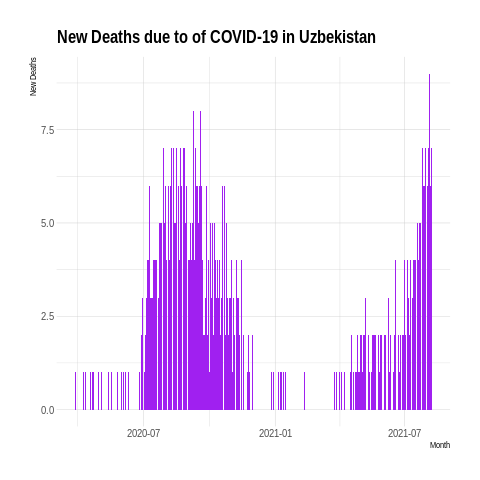 New Deaths due to of COVID-19 in Uzbekistan
New Deaths
7.5
5.0
2.5
0.0
2020-07
2021-01
2021-07
Month